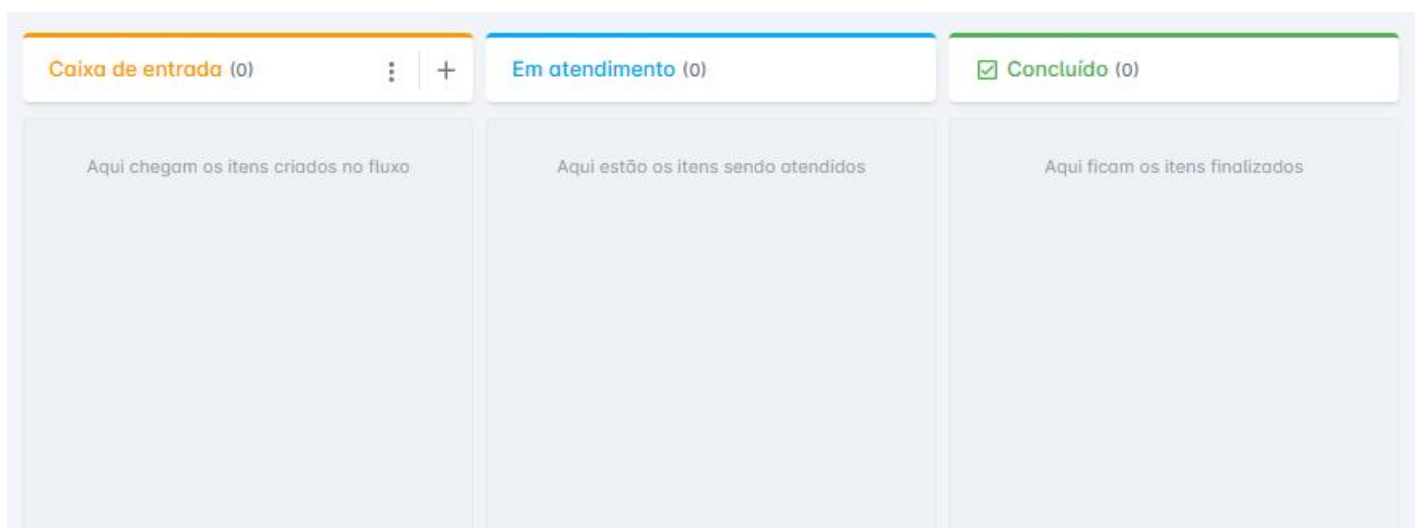 Caixa de entrada (0)
Em atendimento (0)
Concluído (0)
Aqui chegam os itens criados no fluxo
Aqui estão os itens sendo atendidos
Aqui ficam os itens finalizados